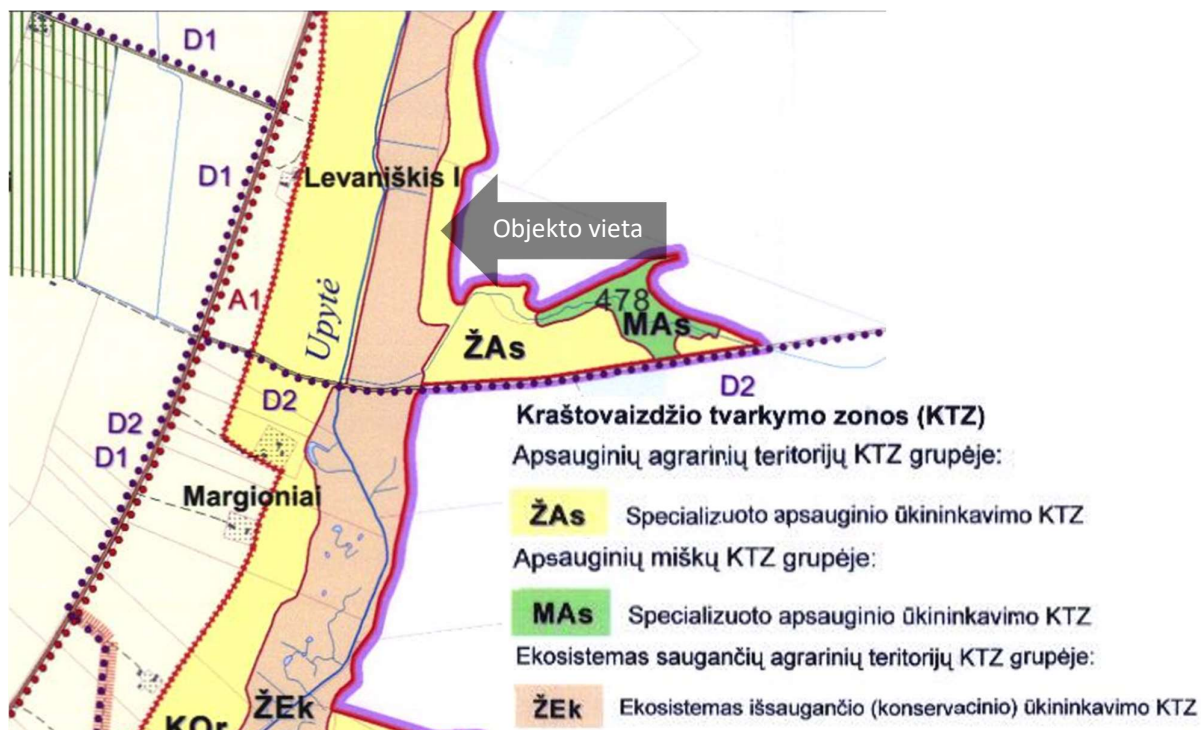 D1
D1
Levaniškis I
Objekto vieta
A1
Upytė
478
MAs
ŽAs
D2
D2
D2
D1
Margioniai
ŽEk
KOr
Kraštovaizdžio tvarkymo zonos (KTZ)
Apsauginių agrarinių teritorijų KTZ grupėje:
ŽAs Specializuoto apsauginio ūkininkavimo KTZ
Apsauginių miškų KTZ grupėje:
MAs Specializuoto apsauginio ūkininkavimo KTZ
Ekosistemas saugančių agrarinių teritorijų KTZ grupėje:
ŽEk Ekosistemas išsaugančio (konservacinio) ūkininkavimo KTZ